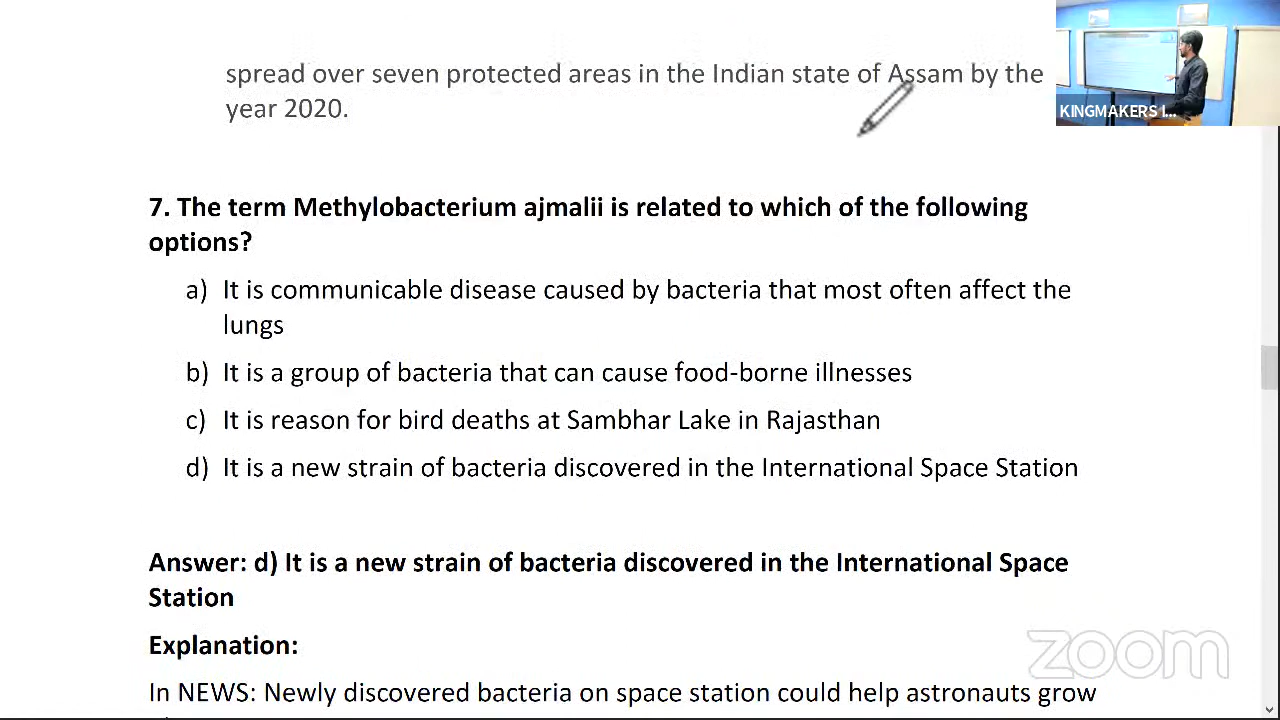 spread over seven protected areas in the Indian state of Assam by the
year 2020.
KINGMAKERS I...
7. The term Methylobacterium ajmalii is related to which of the following
options?
a) It is communicable disease caused by bacteria that most often affect the
lungs
b) It is a group of bacteria that can cause food-borne illnesses
c) It is reason for bird deaths at Sambhar Lake in Rajasthan
d) It is a new strain of bacteria discovered in the International Space Station
Answer: d) It is a new strain of bacteria discovered in the International Space
Station
Explanation:
In NEWS: Newly discovered bacteria on space station could help astronauts grow
zoom